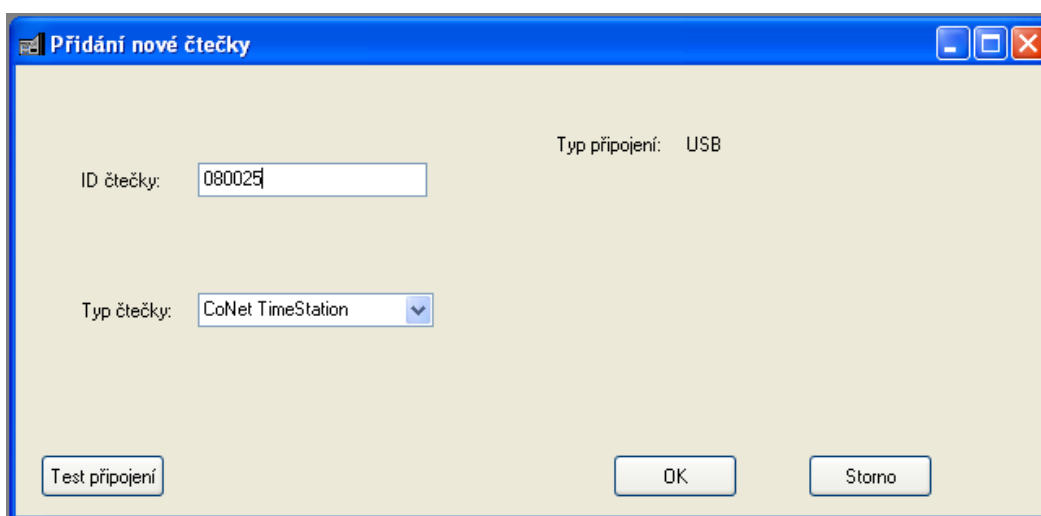 Přidání nové čtečky
Typ připojení: USB
ID čtečky: 080025
Typ čtečky: CoNet TimeStation
Test připojení OK Storno